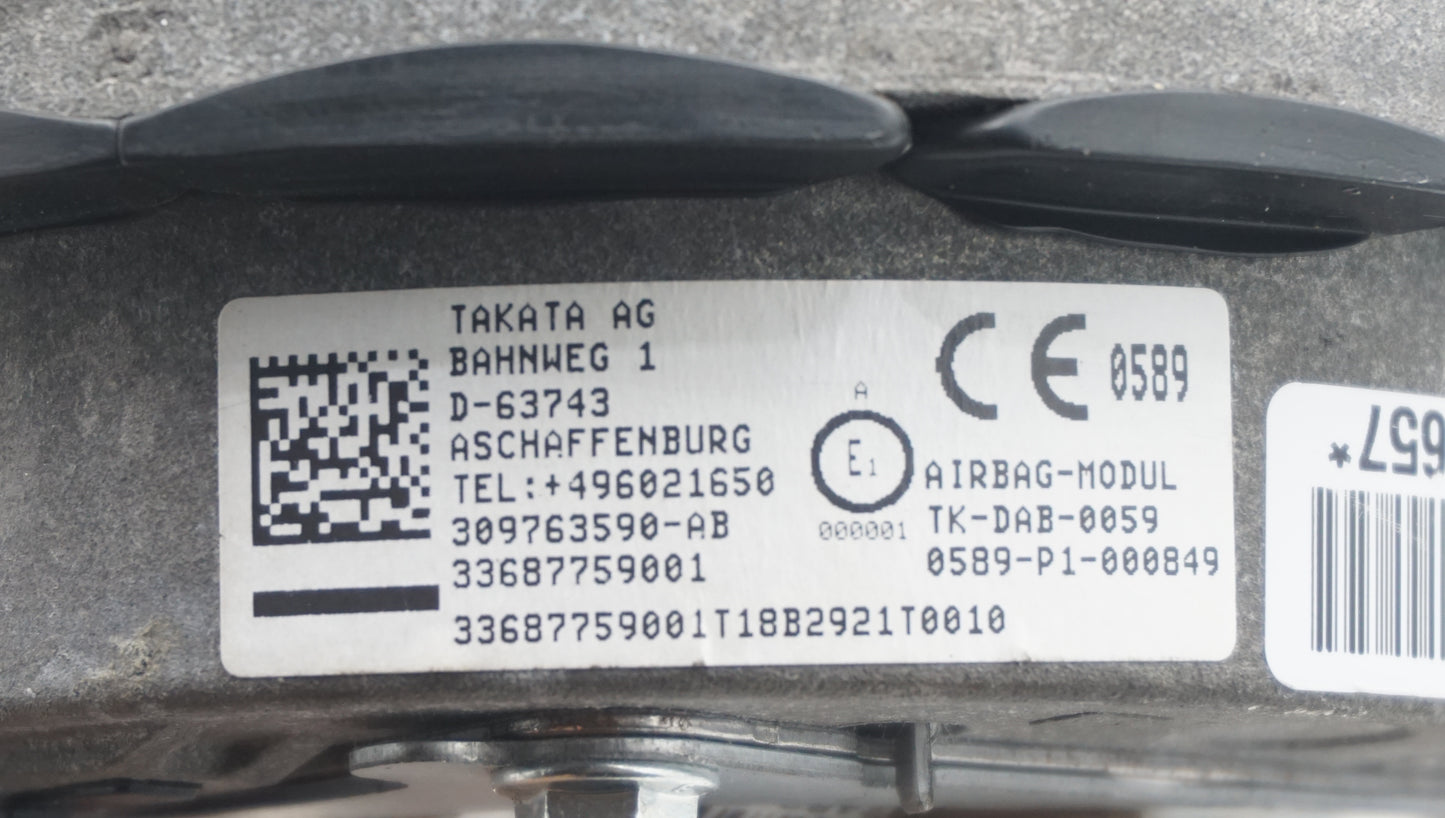 TAKATA AG
BAHNWEG 1
D-63743
ASCHAFFENBURG
TEL:+496021650
309763590-AB
33687759001
33687759001T18B2921T0010
A
E1
000001
CE 0589
AIRBAG-MODUL
TK-DAB-0059
0589-P1-000849
657*